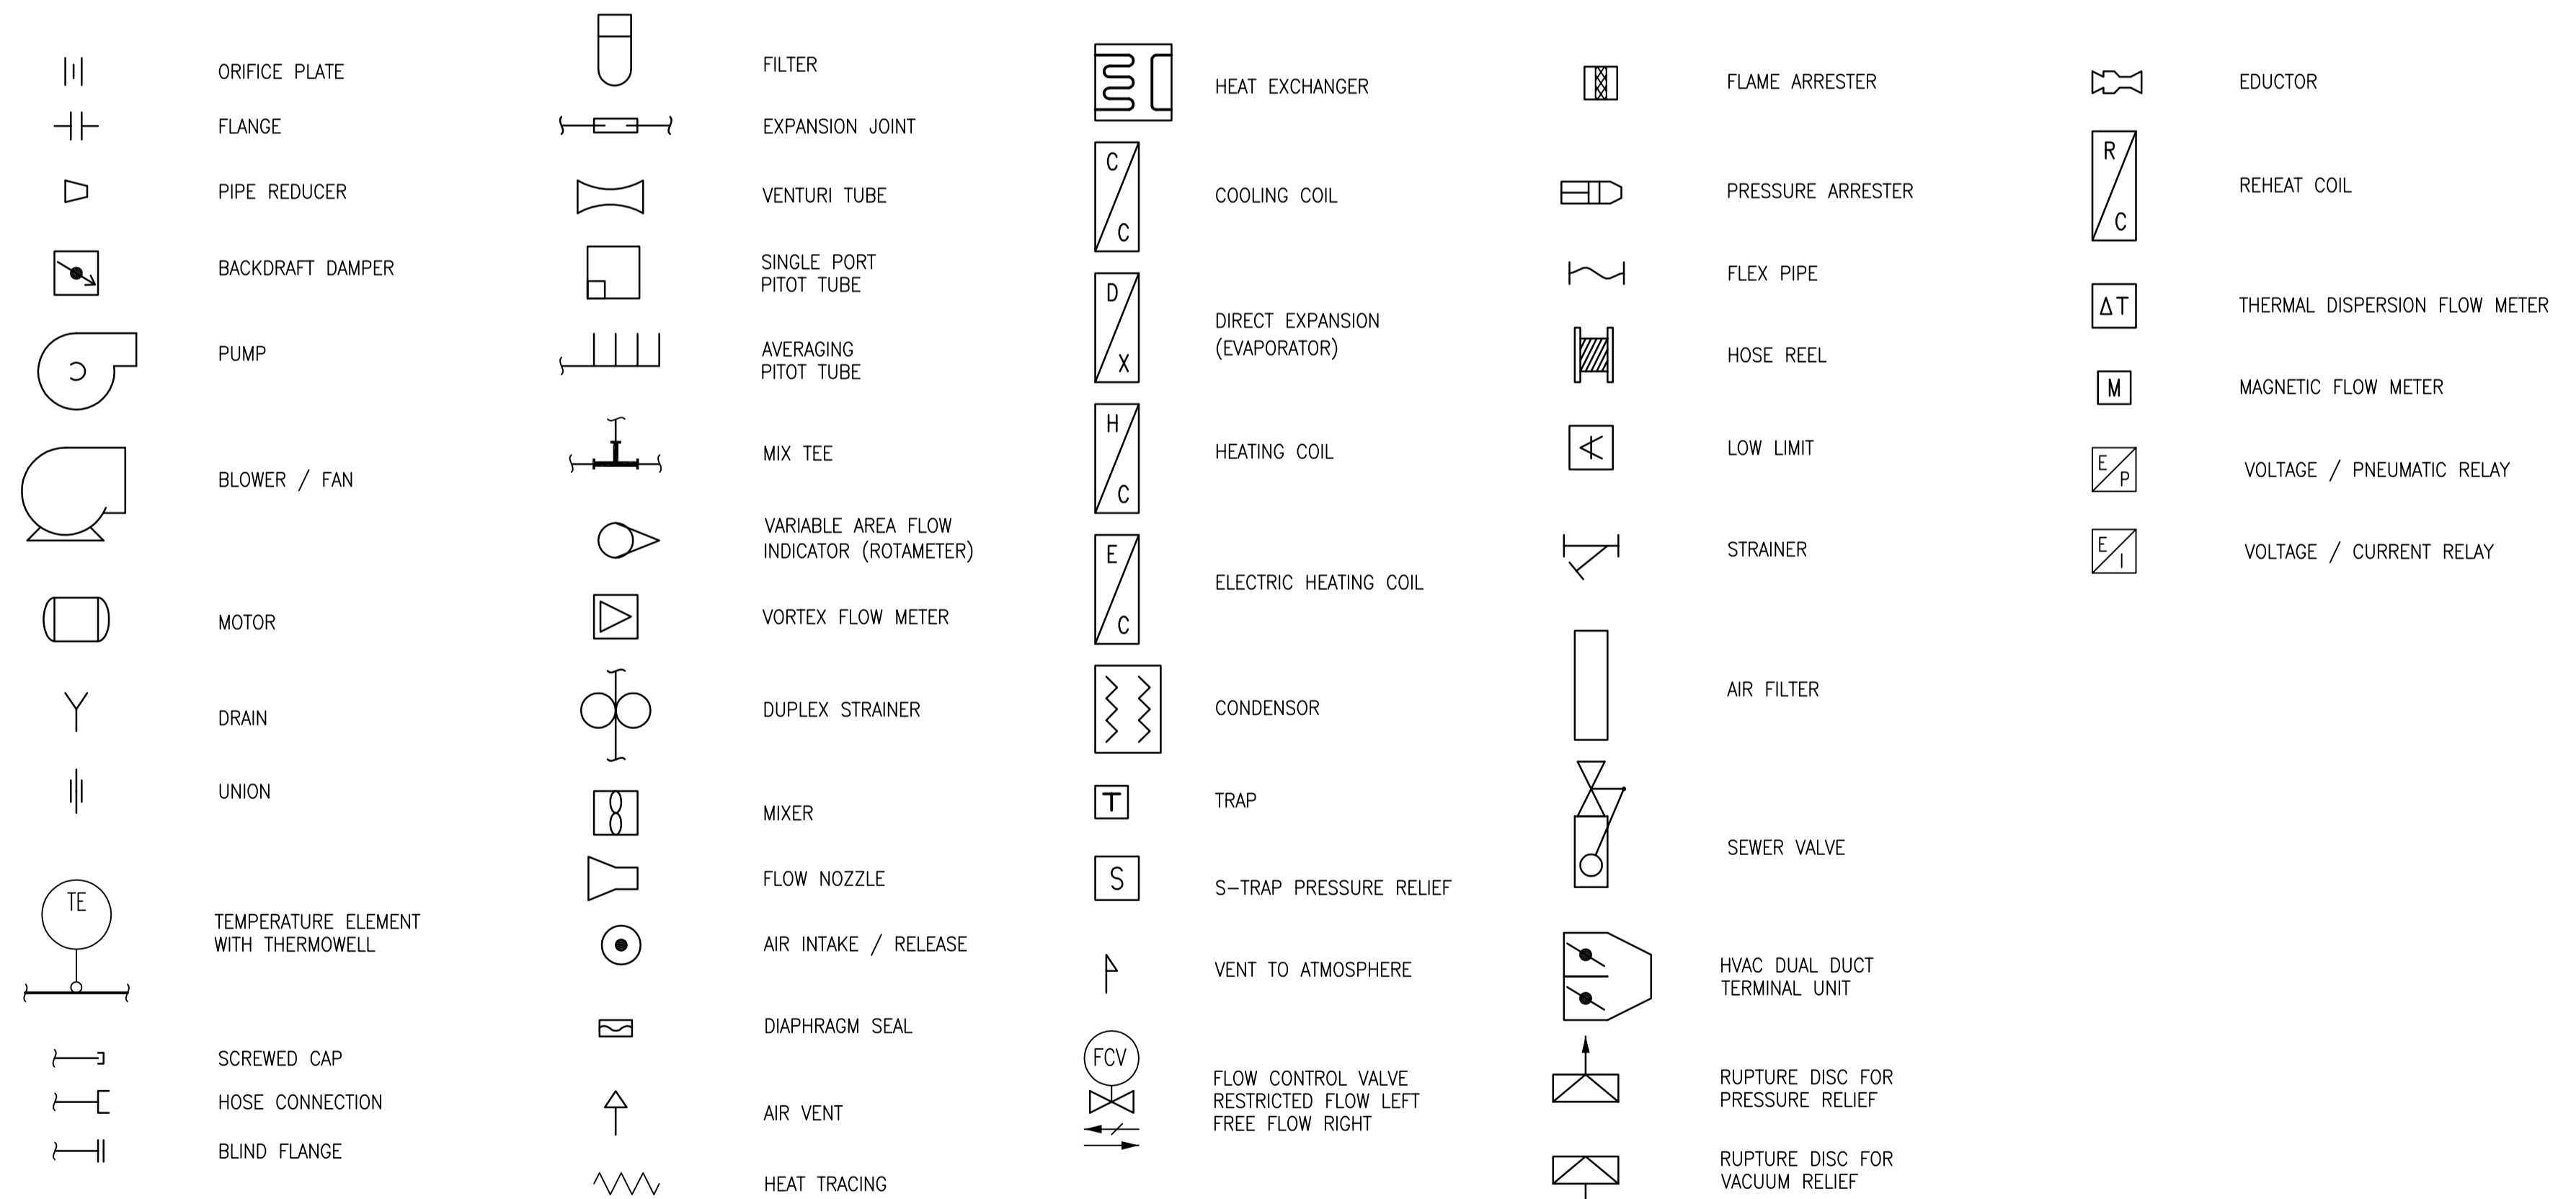 ORIFICE PLATE
FLANGE
PIPE REDUCER
BACKDRAFT DAMPER
PUMP
BLOWER / FAN
MOTOR
DRAIN
UNION
TE
TEMPERATURE ELEMENT
WITH THERMOWELL
SCREWED CAP
HOSE CONNECTION
BLIND FLANGE
FILTER
EXPANSION JOINT
VENTURI TUBE
SINGLE PORT
PITOT TUBE
AVERAGING
PITOT TUBE
MIX TEE
VARIABLE AREA FLOW
INDICATOR (ROTAMETER)
VORTEX FLOW METER
DUPLEX STRAINER
MIXER
FLOW NOZZLE
AIR INTAKE / RELEASE
DIAPHRAGM SEAL
AIR VENT
HEAT TRACING
HEAT EXCHANGER
C
C
COOLING COIL
D
X
DIRECT EXPANSION
(EVAPORATOR)
H
C
HEATING COIL
E
C
ELECTRIC HEATING COIL
CONDENSOR
T
TRAP
S
S-TRAP PRESSURE RELIEF
VENT TO ATMOSPHERE
FCV
FLOW CONTROL VALVE
RESTRICTED FLOW LEFT
FREE FLOW RIGHT
FLAME ARRESTER
PRESSURE ARRESTER
FLEX PIPE
HOSE REEL
LOW LIMIT
STRAINER
AIR FILTER
SEWER VALVE
HVAC DUAL DUCT
TERMINAL UNIT
RUPTURE DISC FOR
PRESSURE RELIEF
RUPTURE DISC FOR
VACUUM RELIEF
EDUCTOR
R
C
REHEAT COIL
ΔT
THERMAL DISPERSION FLOW METER
M
MAGNETIC FLOW METER
E
P
VOLTAGE / PNEUMATIC RELAY
E
I
VOLTAGE / CURRENT RELAY